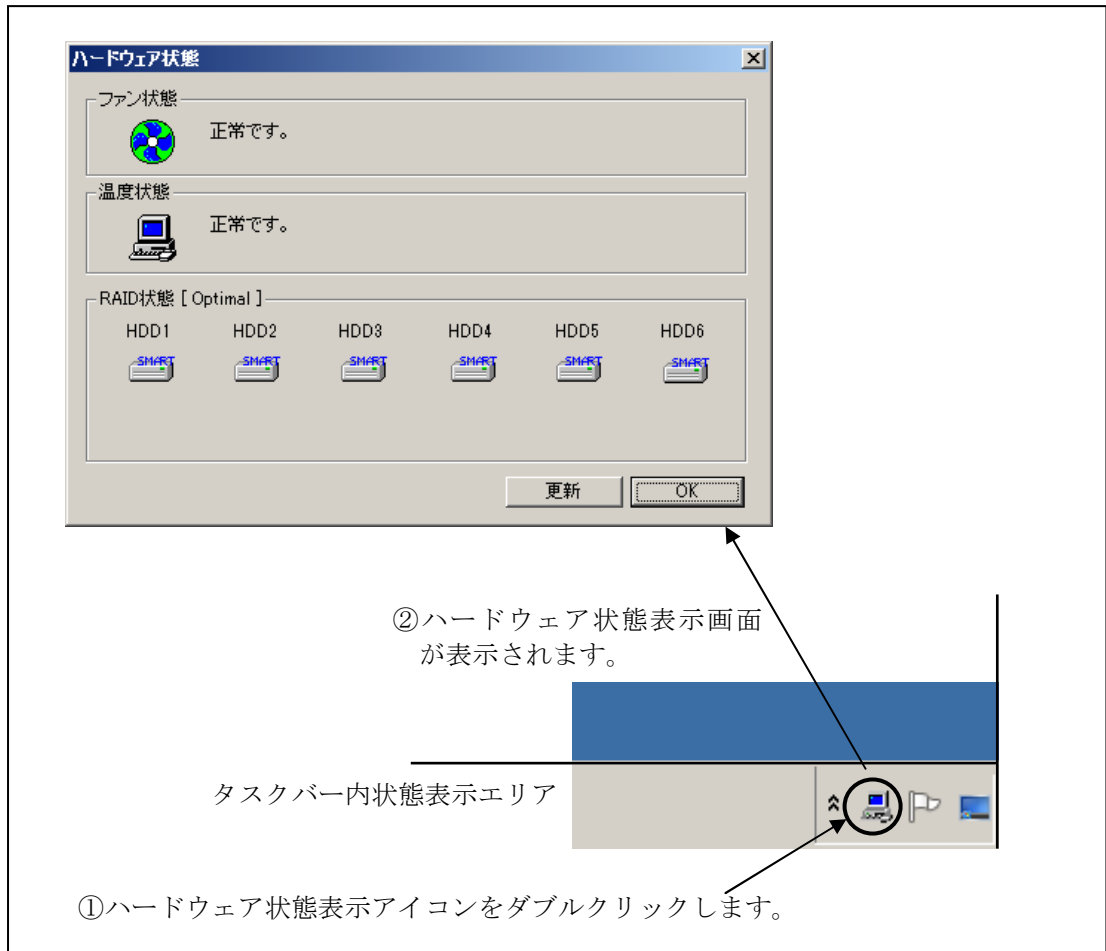 ハードウェア状態
ファン状態
正常です。
温度状態
正常です。
RAID状態 [ Optimal ]
HDD1 HDD2 HDD3 HDD4 HDD5 HDD6
SMART SMART SMART SMART SMART SMART
更新 OK
②ハードウェア状態表示画面
が表示されます。
タスクバー内状態表示エリア
①ハードウェア状態表示アイコンをダブルクリックします。